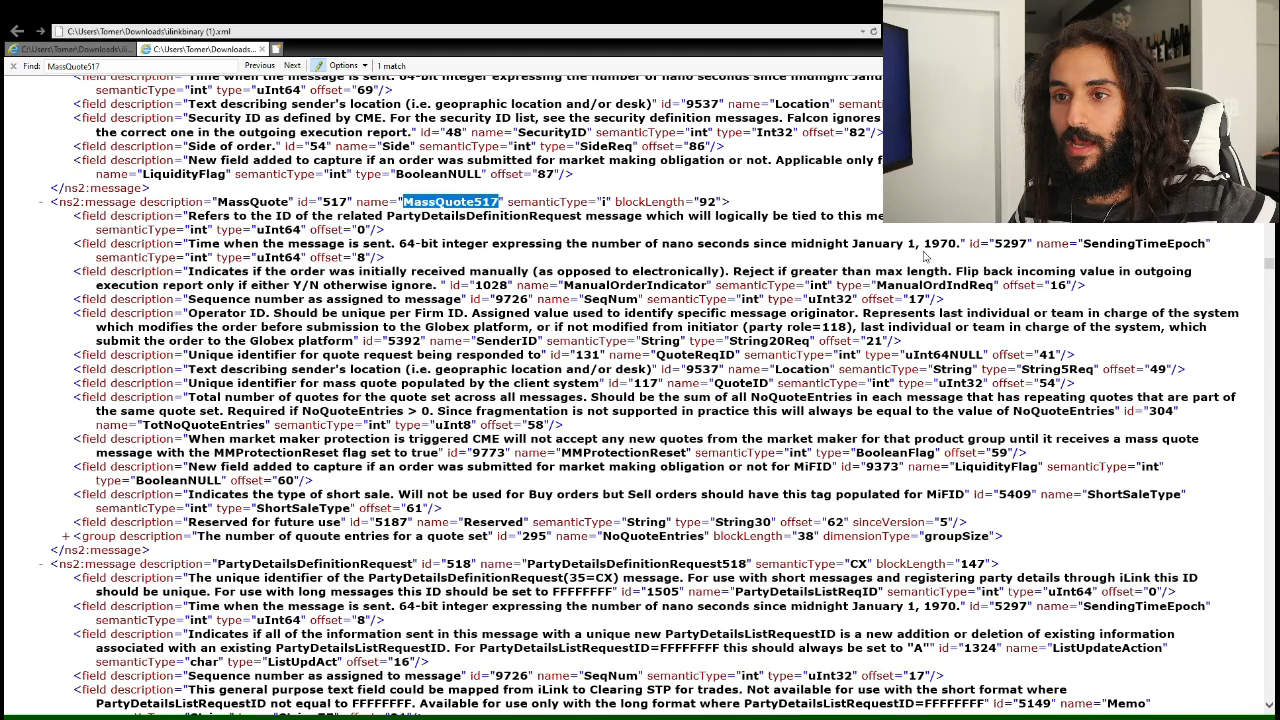 C:\Users\Tomer\Downloads\ilinkbinary (1).xml
C:\Users\Tomer\Downloads\ili... C:\Users\Tomer\Downloads...
Find: MassQuote517 Previous Next Options 1 match
<field description="Time when the message is sent. 64-bit integer expressing the number of nano seconds since midnight Janua
semanticType="int" type="uInt64" offset="69"/>
<field description="Text describing sender's location (i.e. geopraphic location and/or desk)" id="9537" name="Location" semanti
<field description="Security ID as defined by CME. For the security ID list, see the security definition messages. Falcon ignores
the correct one in the outgoing execution report." id="48" name="SecurityID" semanticType="int" type="Int32" offset="82"/
<field description="Side of order." id="54" name="Side" semanticType="int" type="SideReq" offset="86"/>
<field description="New field added to capture if an order was submitted for market making obligation or not. Applicable only f
name="LiquidityFlag" semanticType="int" type="BooleanNULL" offset="87"/>
</ns2:message>
- <ns2:message description="MassQuote" id="517" name="MassQuote517" semanticType="i" blockLength="92">
<field description="Refers to the ID of the related PartyDetailsDefinitionRequest message which will logically be tied to this me
semanticType="int" type="uInt64" offset="0"/>
<field description="Time when the message is sent. 64-bit integer expressing the number of nano seconds since midnight January 1, 1970." id="5297" name="SendingTimeEpoch"
semanticType="int" type="uInt64" offset="8"/>
<field description="Indicates if the order was initially received manually (as opposed to electronically). Reject if greater than max length. Flip back incoming value in outgoing
execution report only if either Y/N otherwise ignore. " id="1028" name="ManualOrderIndicator" semanticType="int" type="ManualOrdIndReq" offset="16"/>
<field description="Sequence number as assigned to message" id="9726" name="SeqNum" semanticType="int" type="uInt32" offset="17"/>
<field description="Operator ID. Should be unique per Firm ID. Assigned value used to identify specific message originator. Represents last individual or team in charge of the system
which modifies the order before submission to the Globex platform, or if not modified from initiator (party role=118), last individual or team in charge of the system, which
submit the order to the Globex platform" id="5392" name="SenderID" semanticType="String" type="String20Req" offset="21"/>
<field description="Unique identifier for quote request being responded to" id="131" name="QuoteReqID" semanticType="int" type="uInt64NULL" offset="41"/>
<field description="Text describing sender's location (i.e. geopraphic location and/or desk)" id="9537" name="Location" semanticType="String" type="String5Req" offset="49"/>
<field description="Unique identifier for mass quote populated by the client system" id="117" name="QuoteID" semanticType="int" type="uInt32" offset="54"/>
<field description="Total number of quotes for the quote set across all messages. Should be the sum of all NoQuoteEntries in each message that has repeating quotes that are part of
the same quote set. Required if NoQuoteEntries > 0. Since fragmentation is not supported in practice this will always be equal to the value of NoQuoteEntries" id="304"
name="TotNoQuoteEntries" semanticType="int" type="uInt8" offset="58"/>
<field description="When market maker protection is triggered CME will not accept any new quotes from the market maker for that product group until it receives a mass quote
message with the MMProtectionReset flag set to true" id="9773" name="MMProtectionReset" semanticType="int" type="BooleanFlag" offset="59"/>
<field description="New field added to capture if an order was submitted for market making obligation or not for MiFID" id="9373" name="LiquidityFlag" semanticType="int"
type="BooleanNULL" offset="60"/>
<field description="Indicates the type of short sale. Will not be used for Buy orders but Sell orders should have this tag populated for MiFID" id="5409" name="ShortSaleType"
semanticType="int" type="ShortSaleType" offset="61"/>
<field description="Reserved for future use" id="5187" name="Reserved" semanticType="String" type="String30" offset="62" sinceVersion="5"/>
+ <group description="The number of quoute entries for a quote set" id="295" name="NoQuoteEntries" blockLength="38" dimensionType="groupSize">
</ns2:message>
- <ns2:message description="PartyDetailsDefinitionRequest" id="518" name="PartyDetailsDefinitionRequest518" semanticType="CX" blockLength="147">
<field description="The unique identifier of the PartyDetailsDefinitionRequest(35=CX) message. For use with short messages and registering party details through iLink this ID
should be unique. For use with long messages this ID should be set to FFFFFFFF" id="1505" name="PartyDetailsListReqID" semanticType="int" type="uInt64" offset="0"/>
<field description="Time when the message is sent. 64-bit integer expressing the number of nano seconds since midnight January 1, 1970." id="5297" name="SendingTimeEpoch"
semanticType="int" type="uInt64" offset="8"/>
<field description="Indicates if all of the information sent in this message with a unique new PartyDetailsListRequestID is a new addition or deletion of existing information
associated with an existing PartyDetailsListRequestID. For PartyDetailsListRequestID=FFFFFFFF this should always be set to "A"" id="1324" name="ListUpdateAction"
semanticType="char" type="ListUpdAct" offset="16"/>
<field description="Sequence number as assigned to message" id="9726" name="SeqNum" semanticType="int" type="uInt32" offset="17"/>
<field description="This general purpose text field could be mapped from iLink to Clearing STP for trades. Not available for use with the short format where
PartyDetailsListRequestID not equal to FFFFFFFF. Available for use only with the long format where PartyDetailsListRequestID=FFFFFFFF" id="5149" name="Memo"